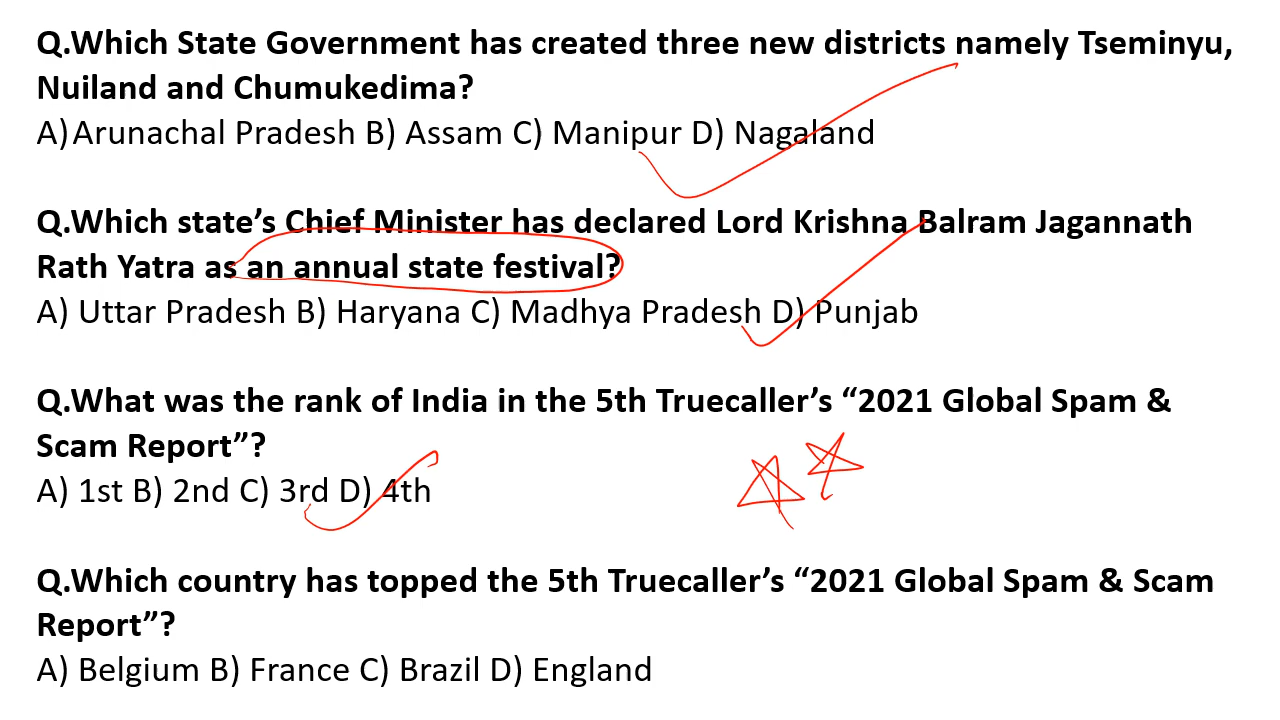 Q.Which State Government has created three new districts namely Tseminyu,
Nuiland and Chumukedima?
A) Arunachal Pradesh B) Assam C) Manipur D) Nagaland
Q.Which state’s Chief Minister has declared Lord Krishna Balram Jagannath
Rath Yatra as an annual state festival?
A) Uttar Pradesh B) Haryana C) Madhya Pradesh D) Punjab
Q.What was the rank of India in the 5th Truecaller’s “2021 Global Spam &
Scam Report”?
A) 1st B) 2nd C) 3rd D) 4th
Q.Which country has topped the 5th Truecaller’s “2021 Global Spam & Scam
Report”?
A) Belgium B) France C) Brazil D) England